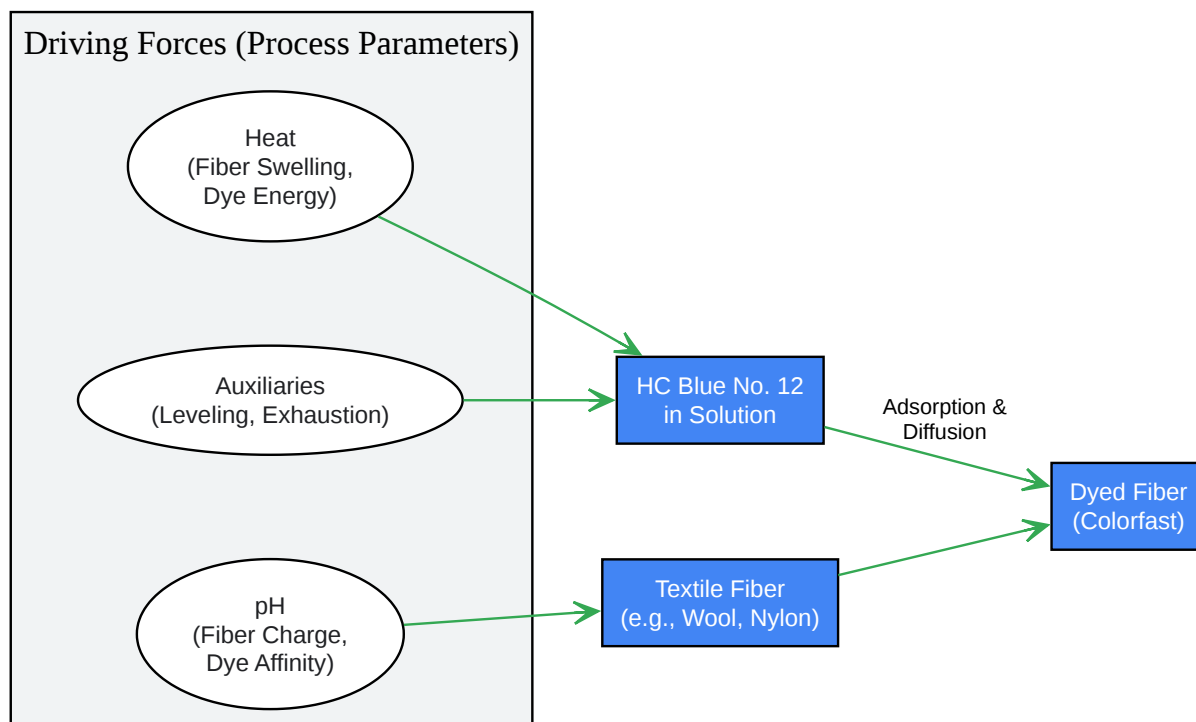 Driving Forces (Process Parameters)
Heat
(Fiber Swelling,
Dye Energy)
Auxiliaries
(Leveling, Exhaustion)
HC Blue No. 12
in Solution
Adsorption &
Diffusion
Dyed Fiber
(Colorfast)
pH
(Fiber Charge,
Dye Affinity)
Textile Fiber
(e.g., Wool, Nylon)